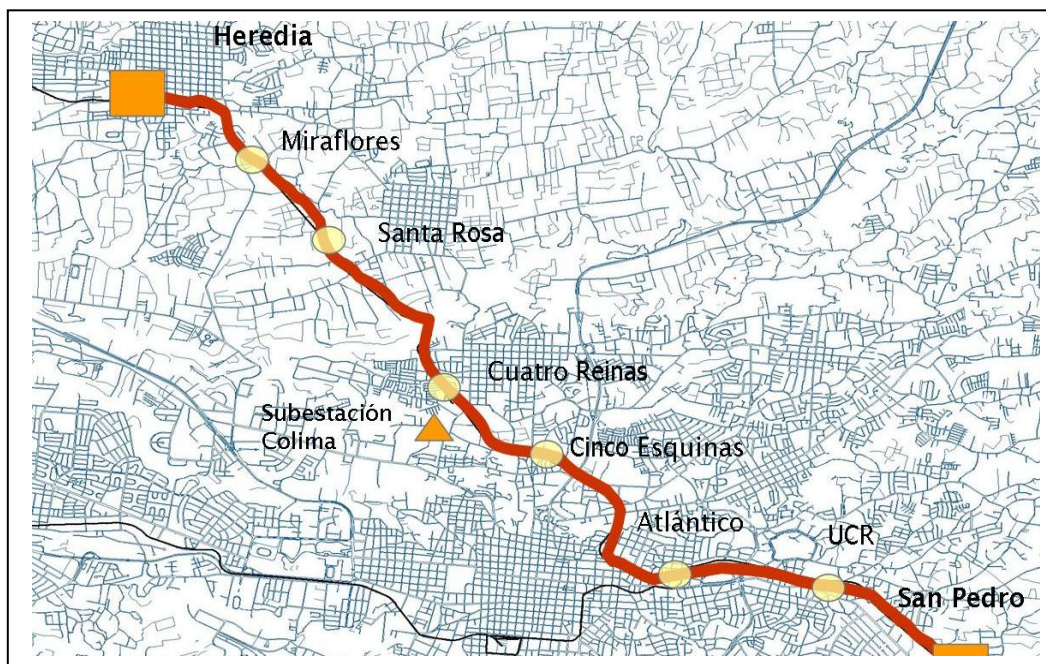 Heredia
Miraflores
Santa Rosa
Cuatro Reinas
Subestación
Colima
Cinco Esquinas
Atlántico
UCR
San Pedro